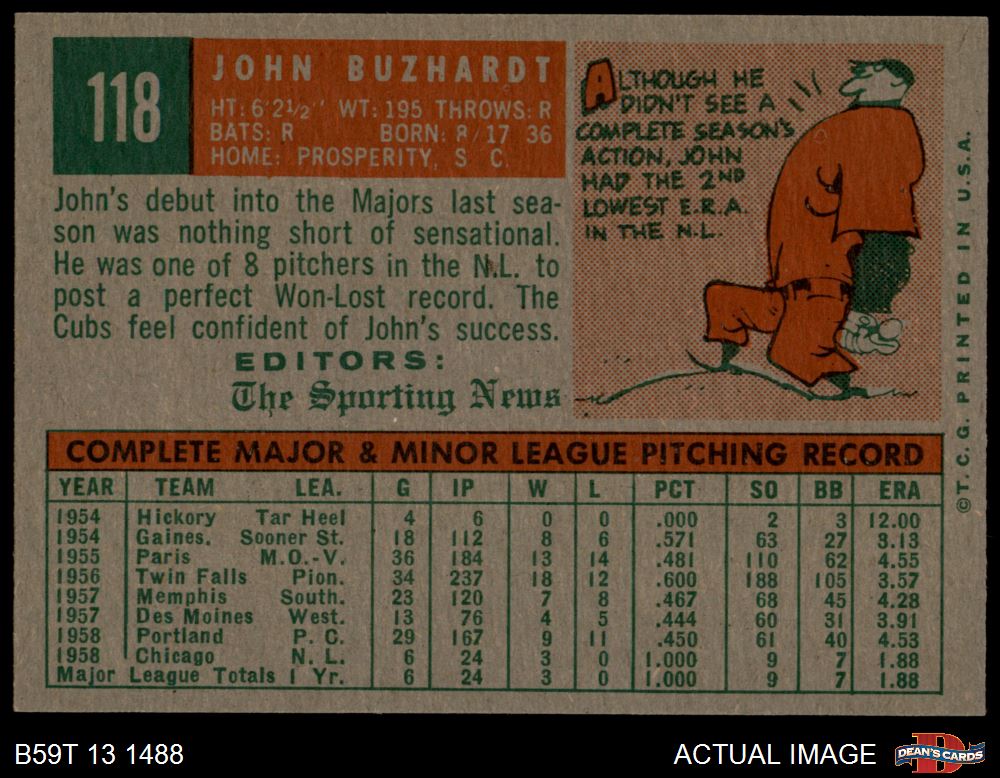 118
JOHN BUZHARDT
HT: 6'2½" WT: 195 THROWS: R
BATS: R BORN: 8/17 36
HOME: PROSPERITY, S. C.
John's debut into the Majors last sea-
son was nothing short of sensational.
He was one of 8 pitchers in the N.L. to
post a perfect Won-Lost record. The
Cubs feel confident of John's success.
EDITORS:
The Sporting News
ALTHOUGH HE
DIDN'T SEE A
COMPLETE SEASON'S
ACTION, JOHN
HAD THE 2ND
LOWEST E.R.A.
IN THE N.L.
COMPLETE MAJOR & MINOR LEAGUE PITCHING RECORD
YEAR TEAM LEA. G IP W L PCT SO BB ERA
1954 Hickory Tar Heel 4 6 0 0 .000 2 3 12.00
1954 Gaines. Sooner St. 18 112 8 6 .571 63 27 3.13
1955 Paris M.O.-V. 36 184 13 14 .481 110 62 4.55
1956 Twin Falls Pion. 34 237 18 12 .600 188 105 3.57
1957 Memphis South. 23 120 7 8 .467 68 45 4.28
1957 Des Moines West. 13 76 4 5 .444 60 31 3.91
1958 Portland P. C. 29 167 9 11 .450 61 40 4.53
1958 Chicago N. L. 6 24 3 0 1.000 9 7 1.88
Major League Totals 1 Yr. 6 24 3 0 1.000 9 7 1.88
©T. C. G. PRINTED IN U.S.A.
B59T 13 1488
ACTUAL IMAGE
DEAN'S CARDS